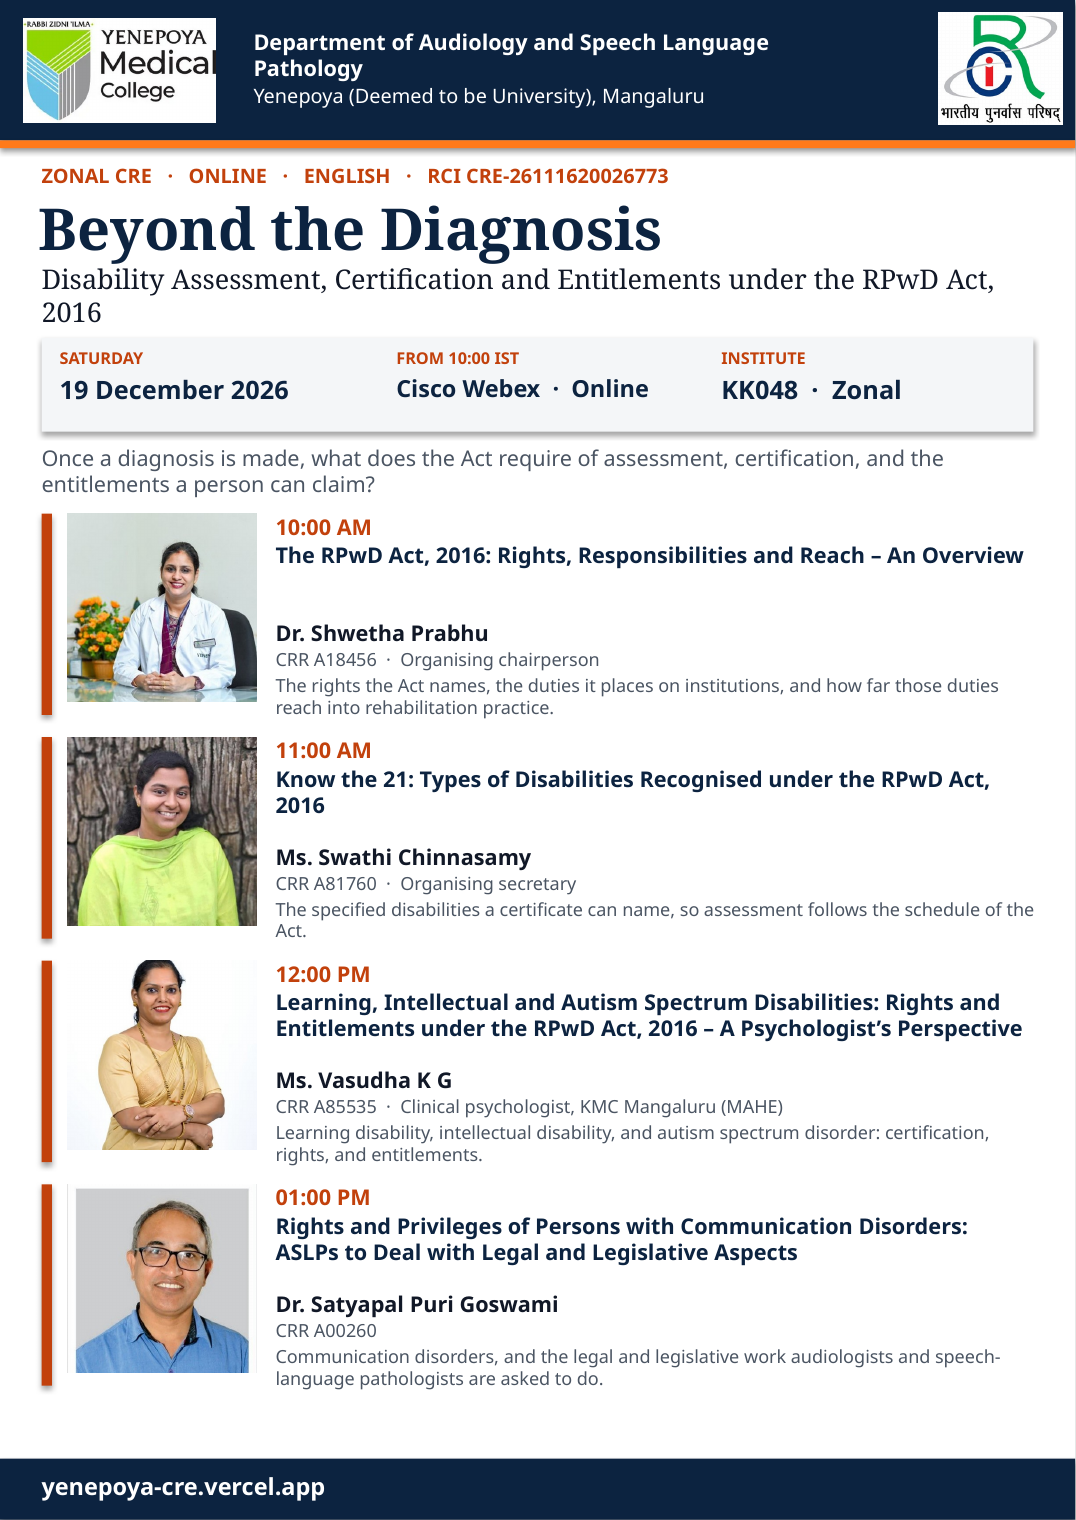 ·RABBI ZIDNI 'ILMA·
YENEPOYA
Medical
College
Department of Audiology and Speech Language
Pathology
Yenepoya (Deemed to be University), Mangaluru
R
C
i
भारतीय पुनर्वास परिषद्
ZONAL CRE · ONLINE · ENGLISH · RCI CRE-26111620026773
Beyond the Diagnosis
Disability Assessment, Certification and Entitlements under the RPwD Act,
2016
SATURDAY
19 December 2026
FROM 10:00 IST
Cisco Webex · Online
INSTITUTE
KK048 · Zonal
Once a diagnosis is made, what does the Act require of assessment, certification, and the
entitlements a person can claim?
10:00 AM
The RPwD Act, 2016: Rights, Responsibilities and Reach – An Overview
Dr. Shwetha Prabhu
CRR A18456 · Organising chairperson
The rights the Act names, the duties it places on institutions, and how far those duties
reach into rehabilitation practice.
11:00 AM
Know the 21: Types of Disabilities Recognised under the RPwD Act,
2016
Ms. Swathi Chinnasamy
CRR A81760 · Organising secretary
The specified disabilities a certificate can name, so assessment follows the schedule of the
Act.
12:00 PM
Learning, Intellectual and Autism Spectrum Disabilities: Rights and
Entitlements under the RPwD Act, 2016 – A Psychologist’s Perspective
Ms. Vasudha K G
CRR A85535 · Clinical psychologist, KMC Mangaluru (MAHE)
Learning disability, intellectual disability, and autism spectrum disorder: certification,
rights, and entitlements.
01:00 PM
Rights and Privileges of Persons with Communication Disorders:
ASLPs to Deal with Legal and Legislative Aspects
Dr. Satyapal Puri Goswami
CRR A00260
Communication disorders, and the legal and legislative work audiologists and speech-
language pathologists are asked to do.
yenepoya-cre.vercel.app